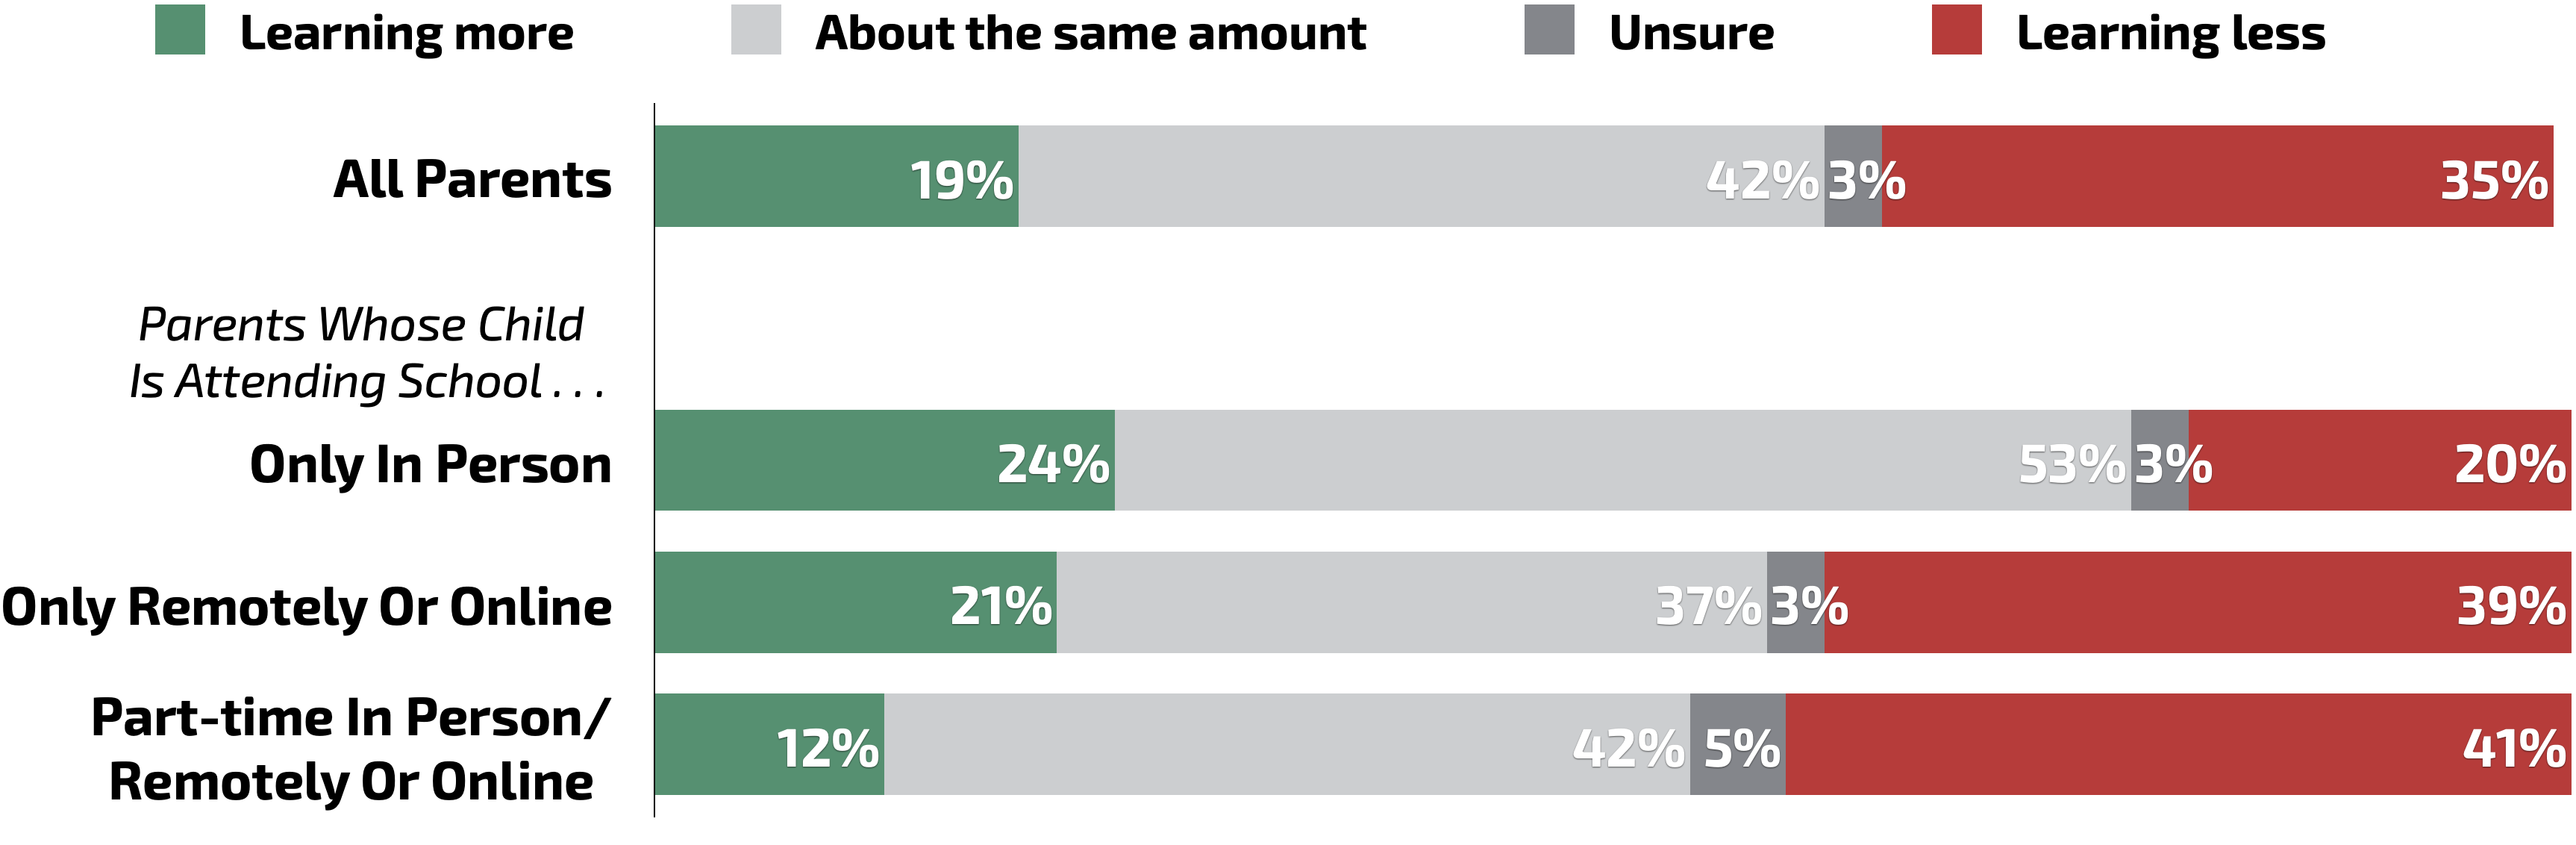 Learning more About the same amount Unsure Learning less
All Parents 19% 42% 3% 35%
Parents Whose Child
Is Attending School . . .
Only In Person 24% 53% 3% 20%
Only Remotely Or Online 21% 37% 3% 39%
Part-time In Person/
Remotely Or Online 12% 42% 5% 41%